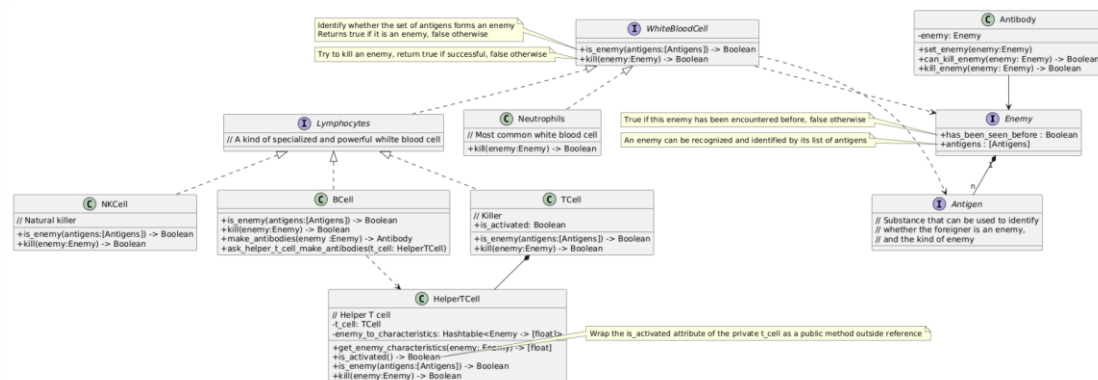 Identify whether the set of antigens forms an enemy
Returns true if it is an enemy, false otherwise
Try to kill an enemy, return true if successful, false otherwise
I WhiteBloodCell
+is_enemy(antigens:[Antigens]) -> Boolean
+kill(enemy:Enemy) -> Boolean
C Antibody
-enemy: Enemy
+set_enemy(enemy:Enemy)
+can_kill_enemy(enemy: Enemy) -> Boolean
+kill_enemy(enemy: Enemy) -> Boolean
I Lymphocytes
// A kind of specialized and powerful whilte blood cell
C Neutrophils
// Most common white blood cell
+kill(enemy:Enemy) -> Boolean
True if this enemy has been encountered before, false otherwise
An enemy can be recognized and identified by its list of antigens
I Enemy
+has_been_seen_before : Boolean
+antigens : [Antigens]
1
n
C NKCell
// Natural killer
+is_enemy(antigens:[Antigens]) -> Boolean
+kill(enemy:Enemy) -> Boolean
C BCell
+is_enemy(antigens:[Antigens]) -> Boolean
+kill(enemy:Enemy) -> Boolean
+make_antibodies(enemy :Enemy) -> Antibody
+ask_helper_t_cell_make_antibodies(t_cell: HelperTCell)
C TCell
// Killer
+is_activated: Boolean
+is_enemy(antigens:[Antigens]) -> Boolean
+kill(enemy:Enemy) -> Boolean
I Antigen
// Substance that can be used to identify
// whether the foreigner is an enemy,
// and the kind of enemy
C HelperTCell
// Helper T cell
-t_cell: TCell
-enemy_to_characteristics: Hashtable<Enemy -> [float]>
+get_enemy_characteristics(enemy: Enemy) -> [float]
+is_activated() -> Boolean
+is_enemy(antigens:[Antigens]) -> Boolean
+kill(enemy:Enemy) -> Boolean
Wrap the is_activated attribute of the private t_cell as a public method outside reference